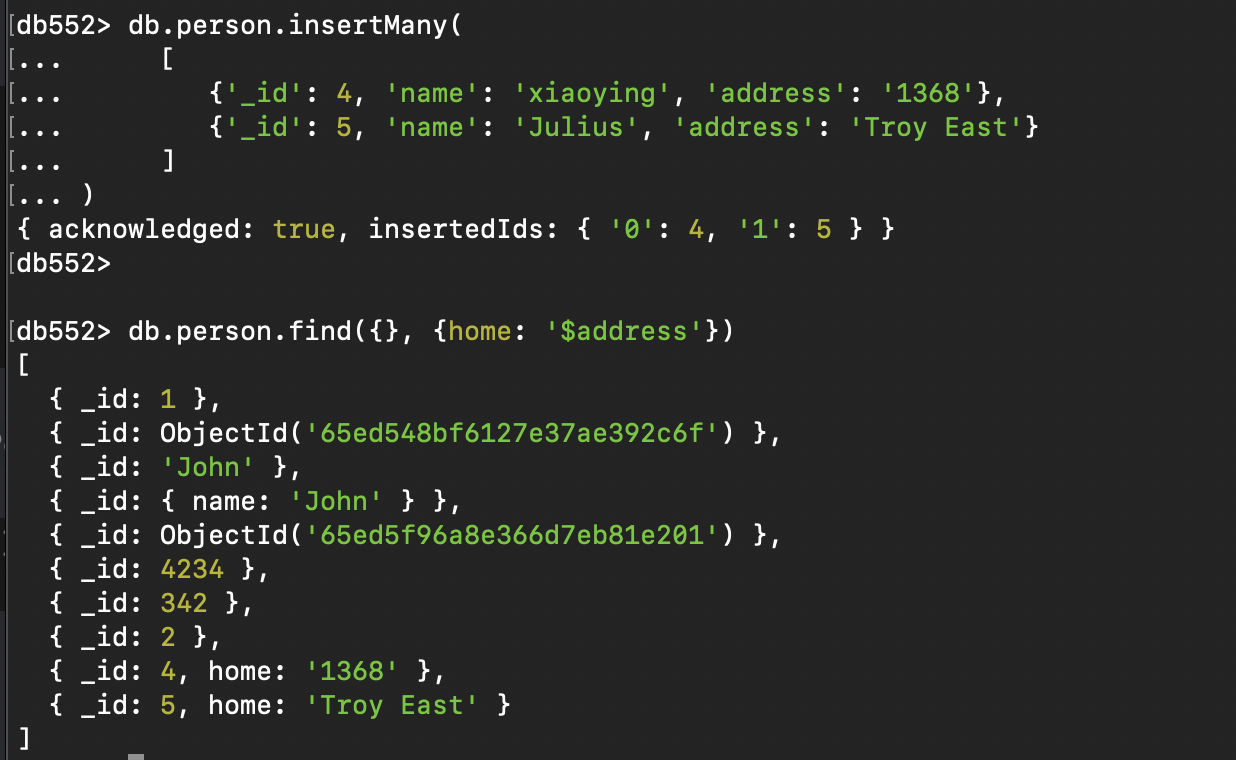 [db552> db.person.insertMany(
[...      [
[...         {'_id': 4, 'name': 'xiaoying', 'address': '1368'},
[...         {'_id': 5, 'name': 'Julius', 'address': 'Troy East'}
[...      ]
[... )
{ acknowledged: true, insertedIds: { '0': 4, '1': 5 } }
[db552>
[db552> db.person.find({}, {home: '$address'})
[
  { _id: 1 },
  { _id: ObjectId('65ed548bf6127e37ae392c6f') },
  { _id: 'John' },
  { _id: { name: 'John' } },
  { _id: ObjectId('65ed5f96a8e366d7eb81e201') },
  { _id: 4234 },
  { _id: 342 },
  { _id: 2 },
  { _id: 4, home: '1368' },
  { _id: 5, home: 'Troy East' }
]